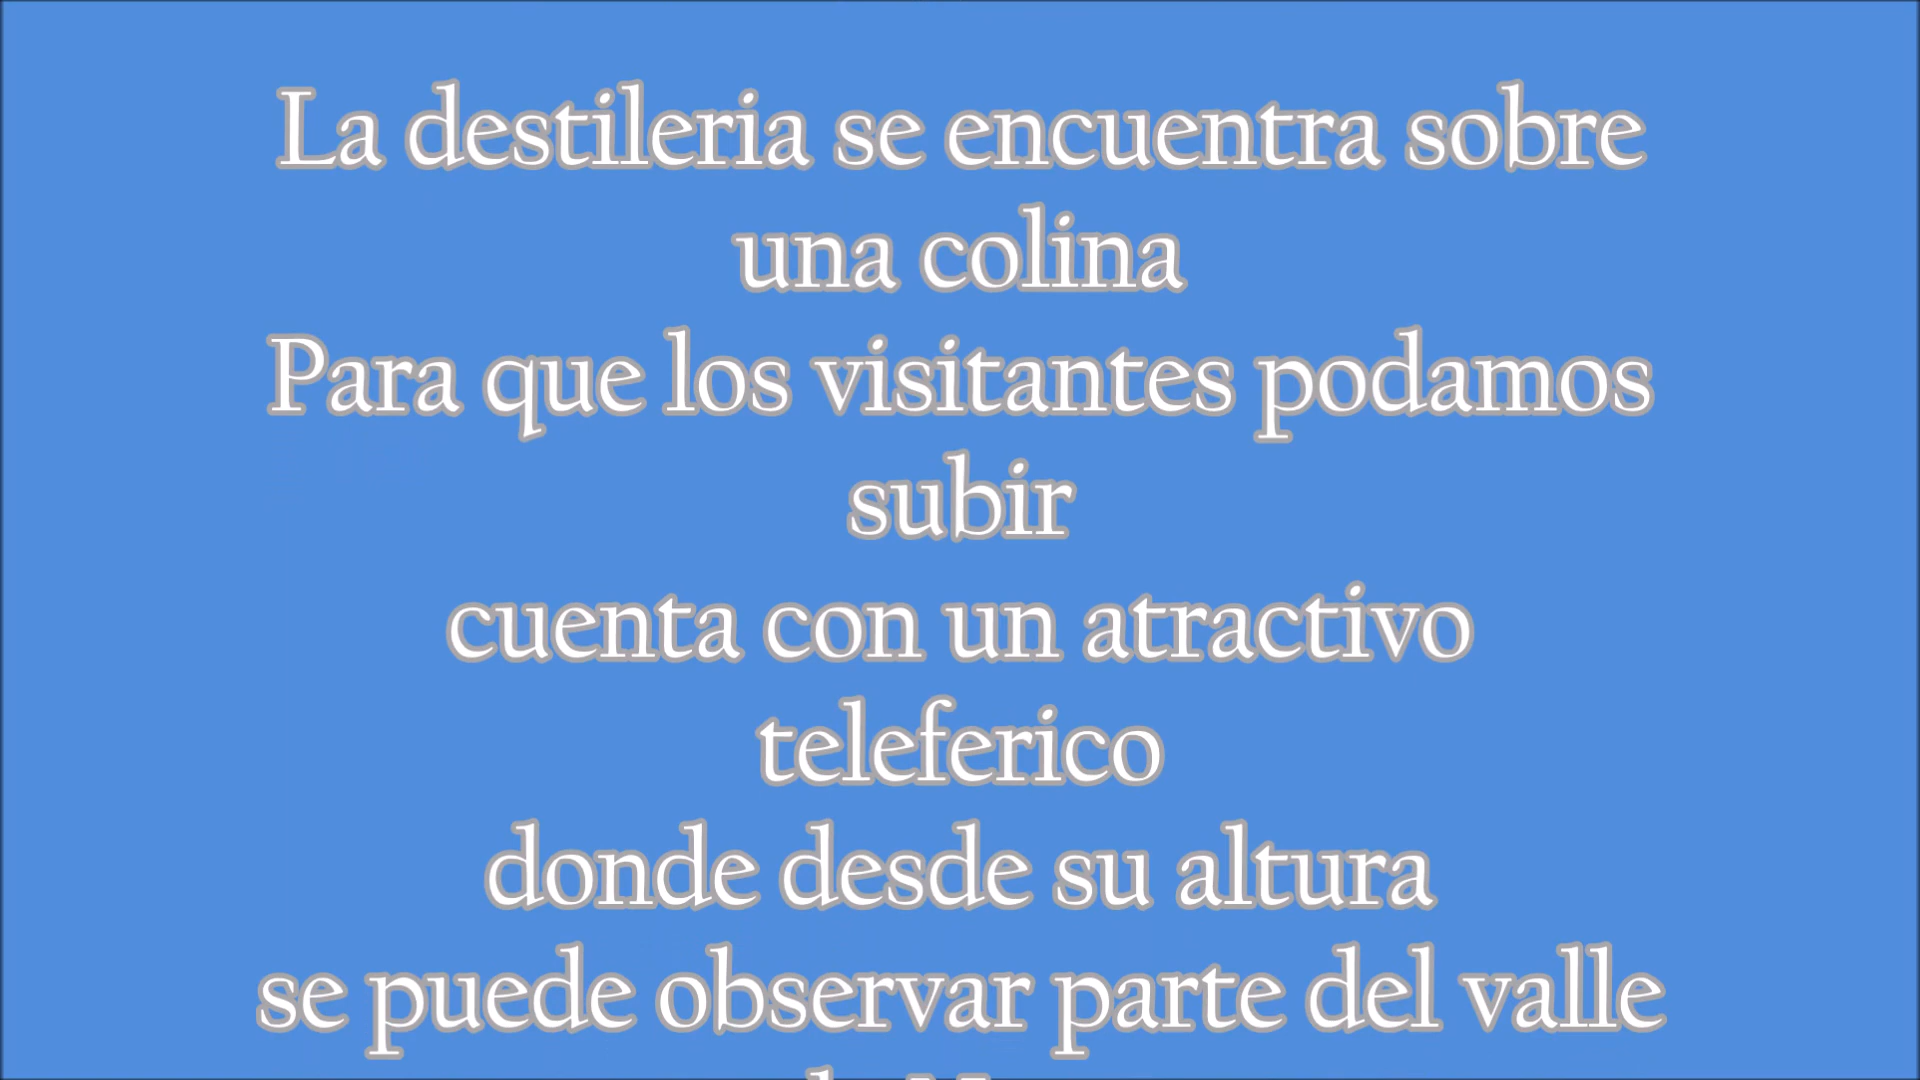 La destileria se encuentra sobre
una colina
Para que los visitantes podamos
subir
cuenta con un atractivo
teleferico
donde desde su altura
se puede observar parte del valle